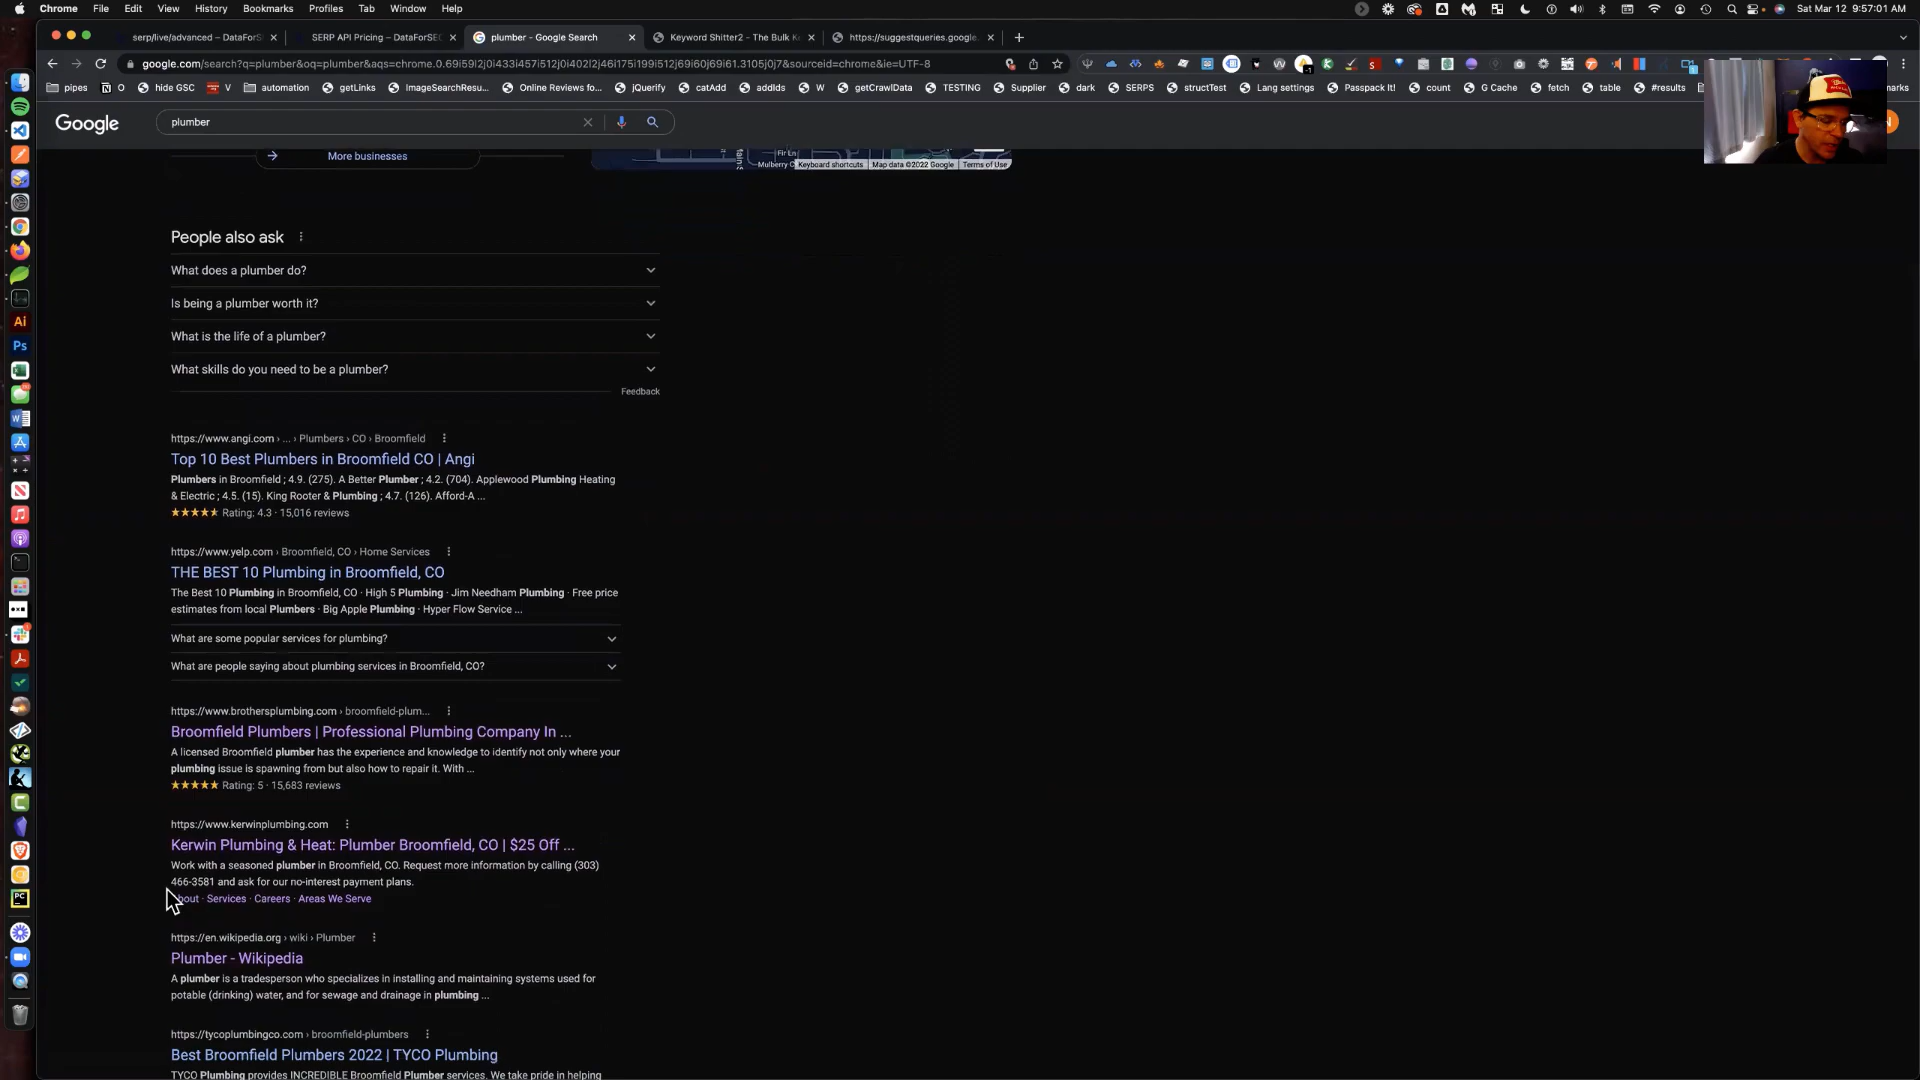 Chrome File Edit View History Bookmarks Profiles Tab Window Help Sat Mar 12 9:57:01 AM
serp/live/advanced – DataForS SERP API Pricing – DataForSEO plumber - Google Search Keyword Shitter2 - The Bulk K https://suggestqueries.google.
google.com/search?q=plumber&oq=plumber&aqs=chrome.0.69i59l2j0i433i457i512j0i402l2j46i175i199i512j69i60j69i61.3105j0j7&sourceid=chrome&ie=UTF-8
pipes O hide GSC V automation getLinks ImageSearchResu... Online Reviews fo... jQuerify catAdd addIds W getCrawlData TESTING Supplier dark SERPS structTest Lang settings Passpack It! count G Cache fetch table #results
Google plumber
More businesses
Fir Ln
Mulberry C Keyboard shortcuts Map data ©2022 Google Terms of Use
People also ask
What does a plumber do?
Is being a plumber worth it?
What is the life of a plumber?
What skills do you need to be a plumber?
Feedback
https://www.angi.com › ... › Plumbers › CO › Broomfield
Top 10 Best Plumbers in Broomfield CO | Angi
Plumbers in Broomfield ; 4.9. (275). A Better Plumber ; 4.2. (704). Applewood Plumbing Heating
& Electric ; 4.5. (15). King Rooter & Plumbing ; 4.7. (126). Afford-A ...
Rating: 4.3 · 15,016 reviews
https://www.yelp.com › Broomfield, CO › Home Services
THE BEST 10 Plumbing in Broomfield, CO
The Best 10 Plumbing in Broomfield, CO · High 5 Plumbing · Jim Needham Plumbing · Free price
estimates from local Plumbers · Big Apple Plumbing · Hyper Flow Service ...
What are some popular services for plumbing?
What are people saying about plumbing services in Broomfield, CO?
https://www.brothersplumbing.com › broomfield-plum...
Broomfield Plumbers | Professional Plumbing Company In ...
A licensed Broomfield plumber has the experience and knowledge to identify not only where your
plumbing issue is spawning from but also how to repair it. With ...
Rating: 5 · 15,683 reviews
https://www.kerwinplumbing.com
Kerwin Plumbing & Heat: Plumber Broomfield, CO | $25 Off ...
Work with a seasoned plumber in Broomfield, CO. Request more information by calling (303)
466-3581 and ask for our no-interest payment plans.
bout · Services · Careers · Areas We Serve
https://en.wikipedia.org › wiki › Plumber
Plumber - Wikipedia
A plumber is a tradesperson who specializes in installing and maintaining systems used for
potable (drinking) water, and for sewage and drainage in plumbing ...
https://tycoplumbingco.com › broomfield-plumbers
Best Broomfield Plumbers 2022 | TYCO Plumbing
TYCO Plumbing provides INCREDIBLE Broomfield Plumber services. We take pride in helping